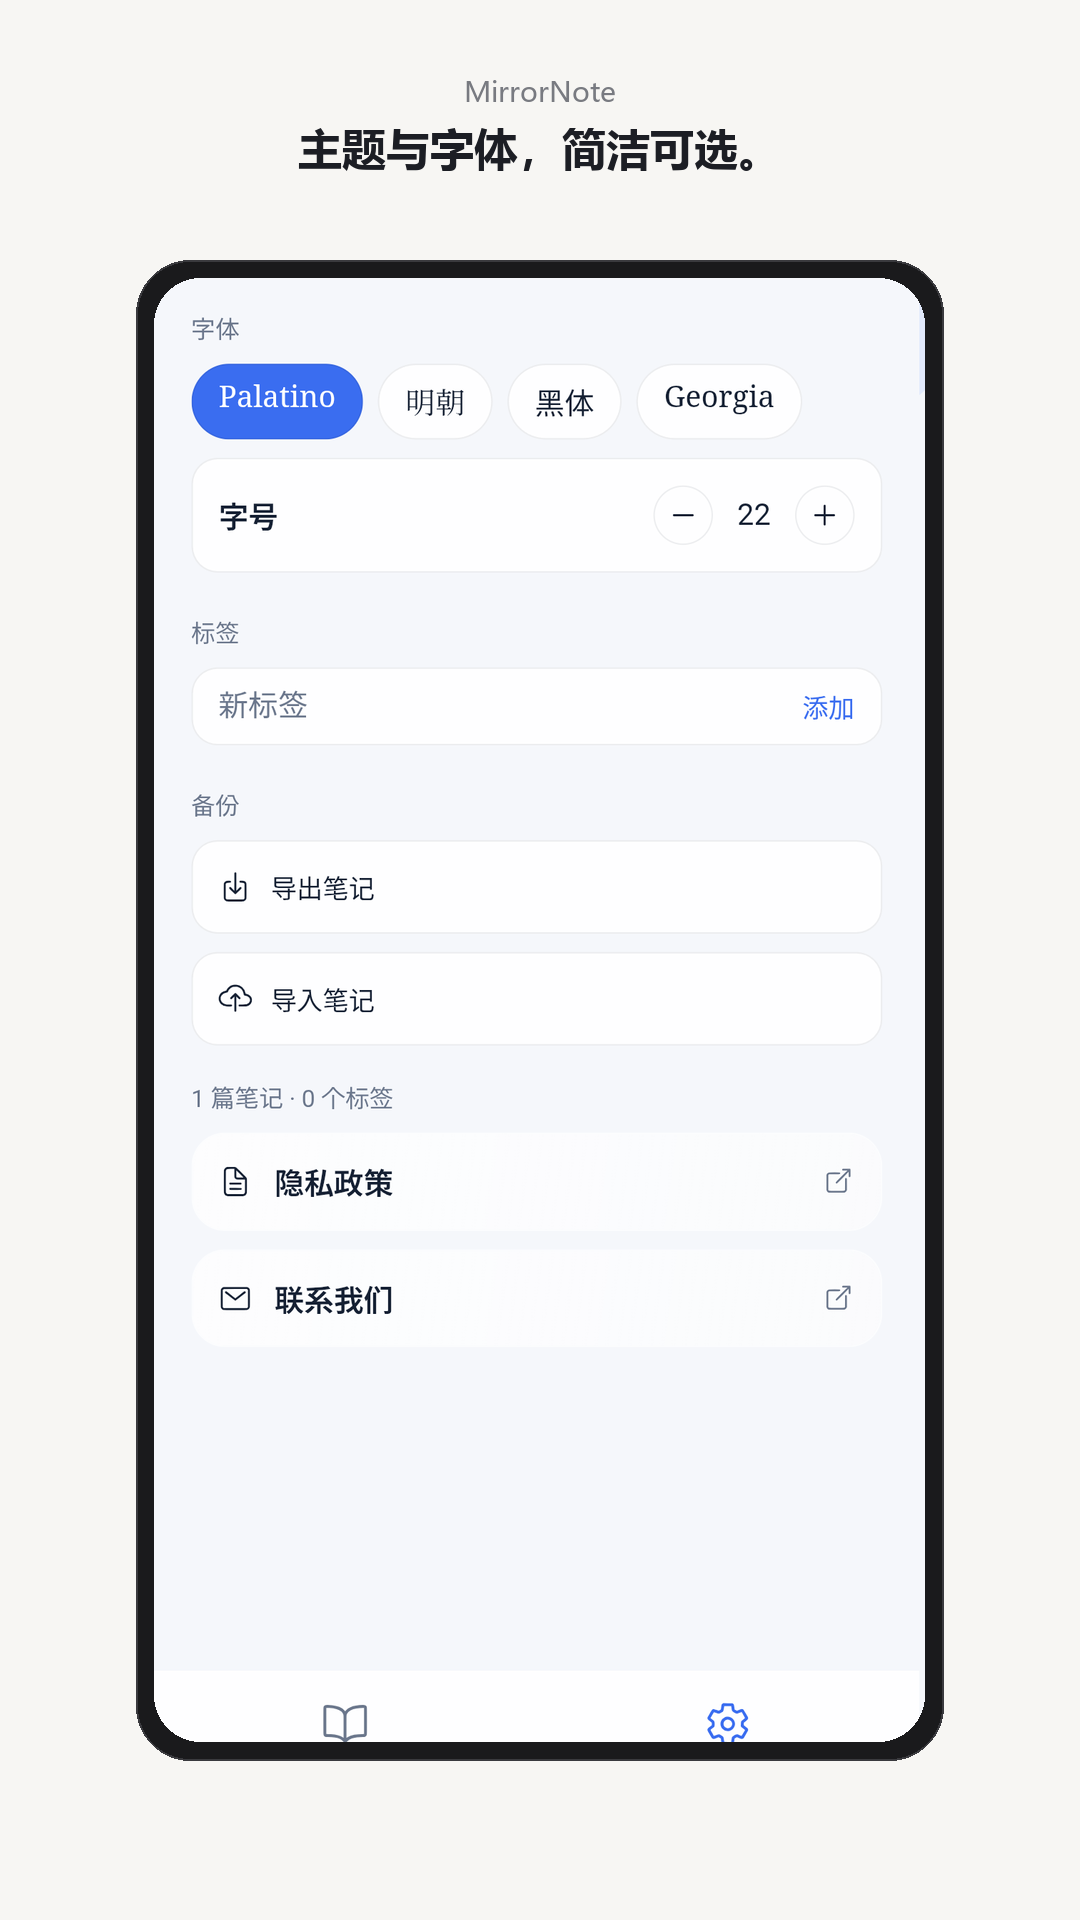 MirrorNote
主题与字体，简洁可选。
字体
Palatino 明朝 黑体 Georgia
字号 22
标签
新标签 添加
备份
导出笔记
导入笔记
1 篇笔记 · 0 个标签
隐私政策
联系我们